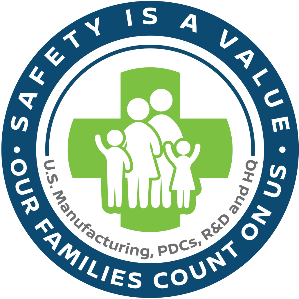 SAFETY IS A VALUE
• OUR FAMILIES COUNT ON US •
U.S. Manufacturing, PDCs, R&D and HQ